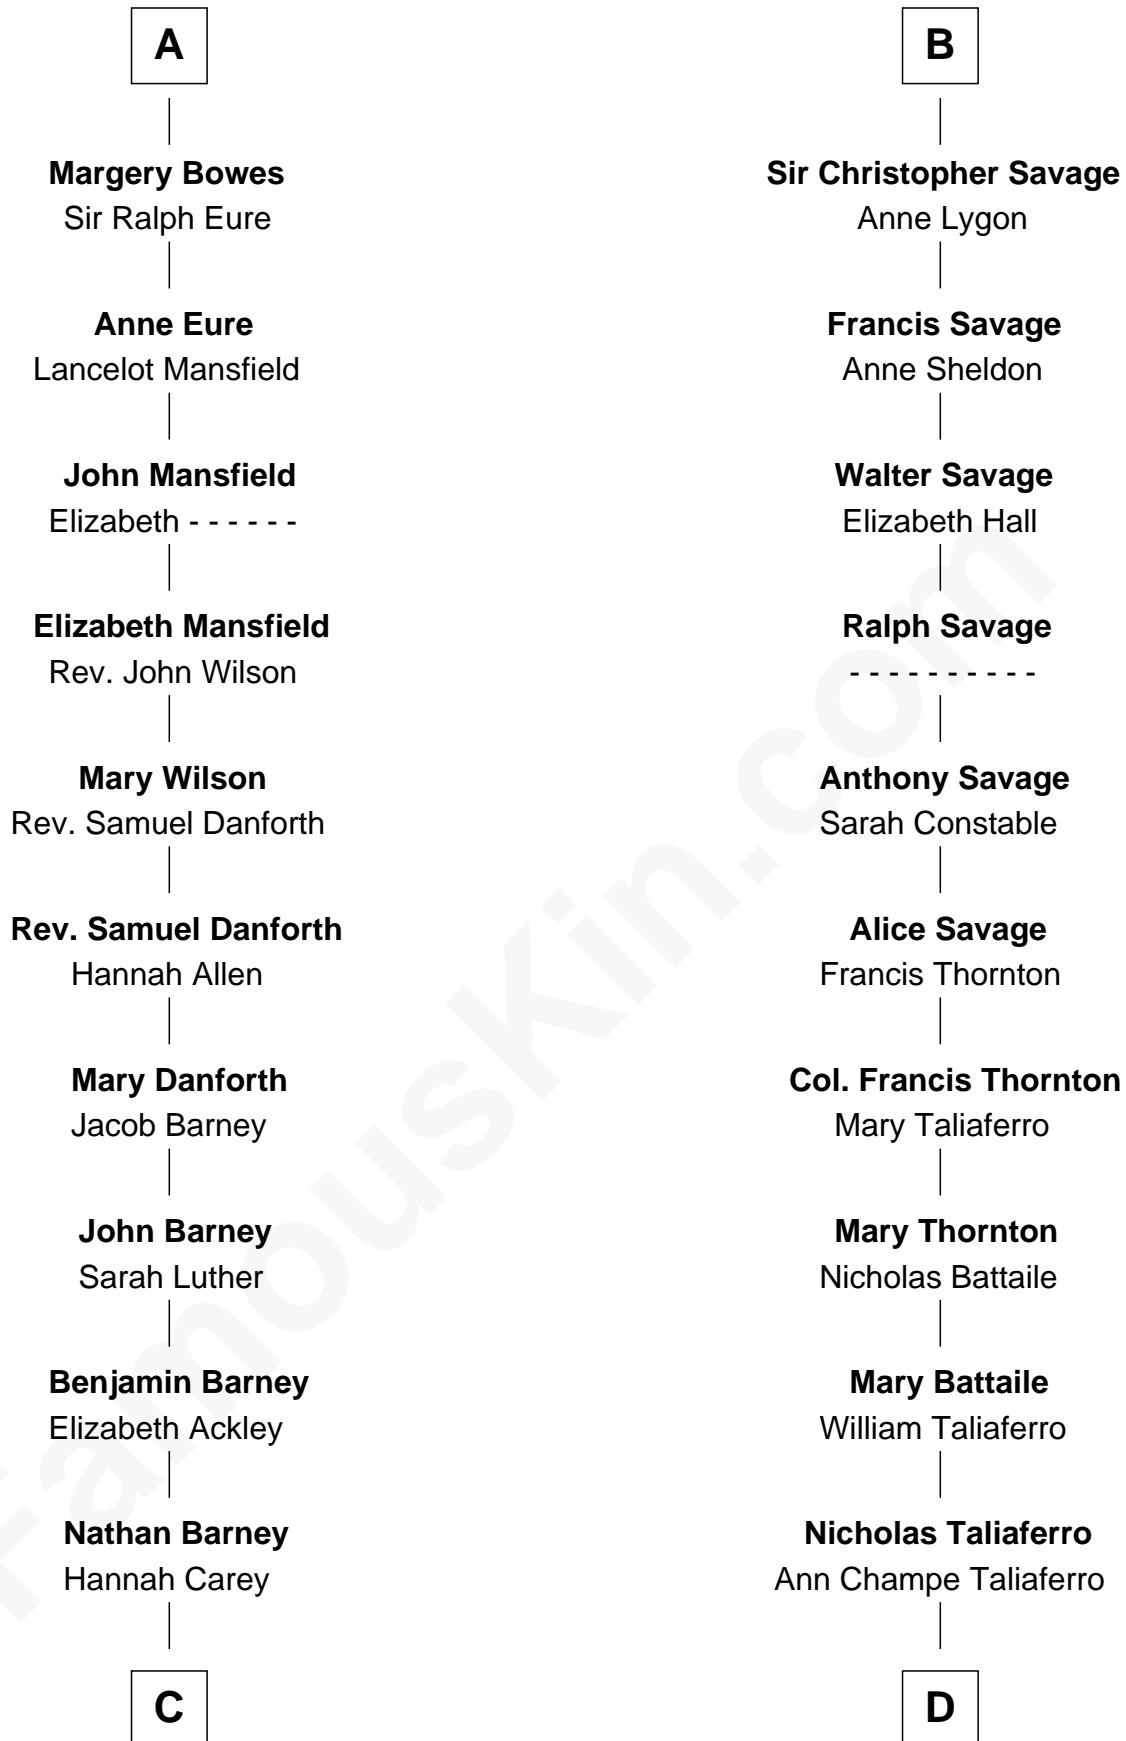 A
Margery Bowes
Sir Ralph Eure
Anne Eure
Lancelot Mansfield
John Mansfield
Elizabeth - - - - - -
Elizabeth Mansfield
Rev. John Wilson
Mary Wilson
Rev. Samuel Danforth
Rev. Samuel Danforth
Hannah Allen
Mary Danforth
Jacob Barney
John Barney
Sarah Luther
Benjamin Barney
Elizabeth Ackley
Nathan Barney
Hannah Carey
C
B
Sir Christopher Savage
Anne Lygon
Francis Savage
Anne Sheldon
Walter Savage
Elizabeth Hall
Ralph Savage
- - - - - - - - - -
Anthony Savage
Sarah Constable
Alice Savage
Francis Thornton
Col. Francis Thornton
Mary Taliaferro
Mary Thornton
Nicholas Battaile
Mary Battaile
William Taliaferro
Nicholas Taliaferro
Ann Champe Taliaferro
D
FamousKin.com